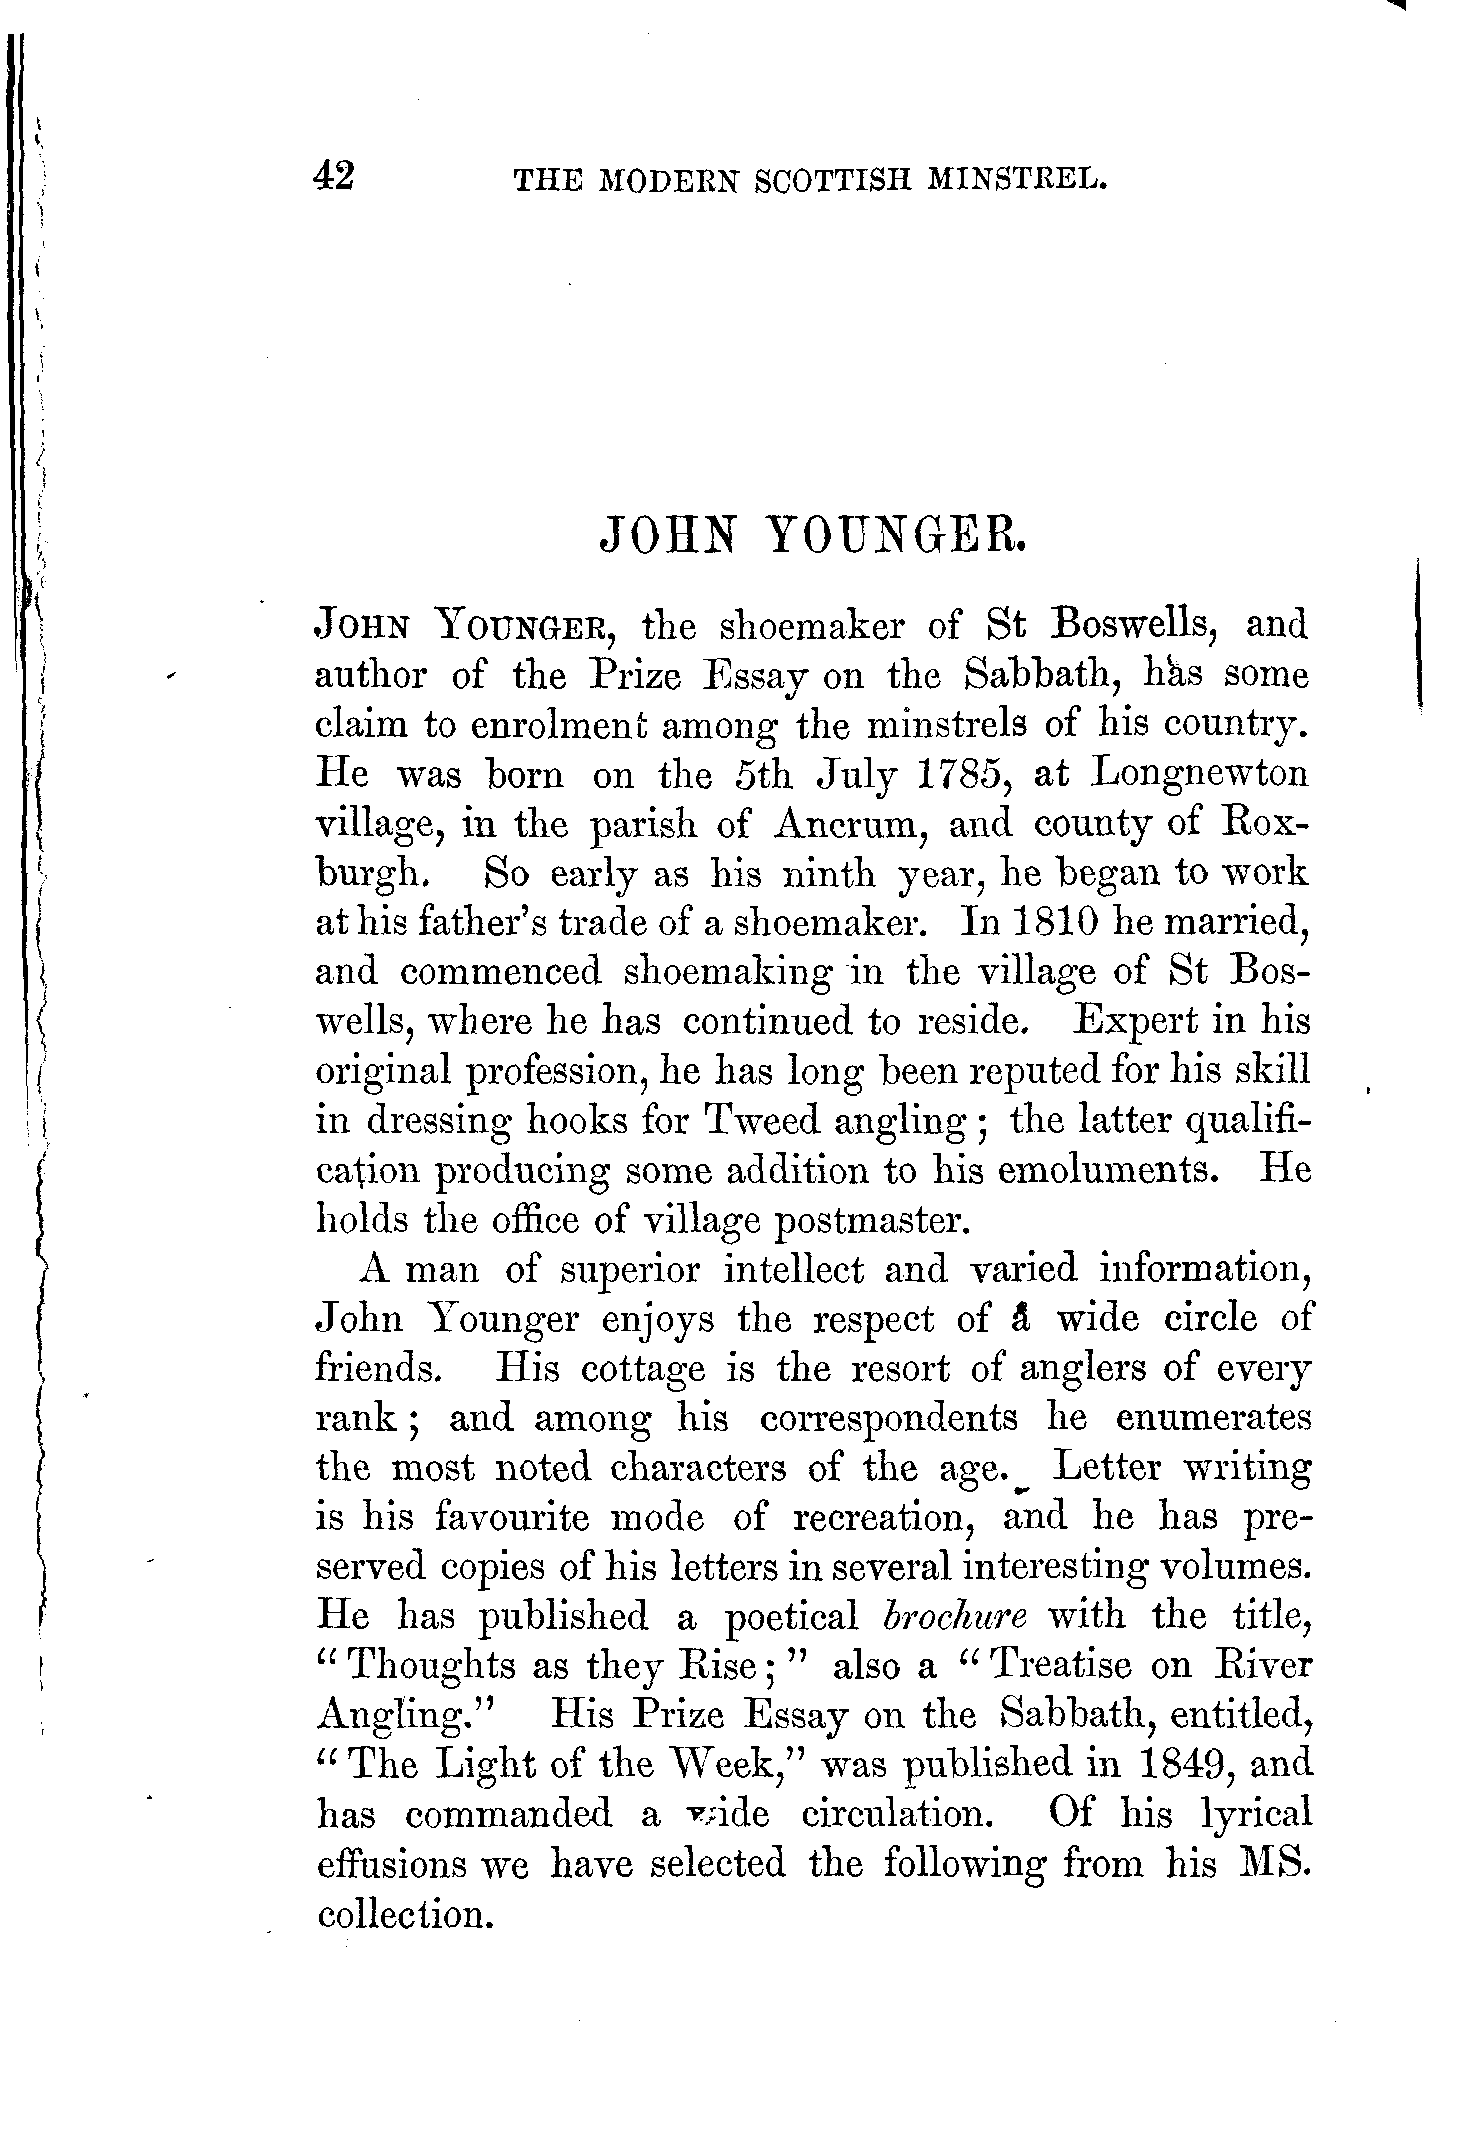 42 THE MODERN SCOTTISH MINSTREL.
JOHN YOUNGER.
JOHN YOUNGER, the shoemaker of St Boswells, and
author of the Prize Essay on the Sabbath, has some
claim to enrolment among the minstrels of his country.
He was born on the 5th July 1785, at Longnewton
village, in the parish of Ancrum, and county of Rox-
burgh. So early as his ninth year, he began to work
at his father's trade of a shoemaker. In 1810 he married,
and commenced shoemaking in the village of St Bos-
wells, where he has continued to reside. Expert in his
original profession, he has long been reputed for his skill
in dressing hooks for Tweed angling ; the latter qualifi-
cation producing some addition to his emoluments. He
holds the office of village postmaster.
A man of superior intellect and varied information,
John Younger enjoys the respect of a wide circle of
friends. His cottage is the resort of anglers of every
rank ; and among his correspondents he enumerates
the most noted characters of the age. Letter writing
is his favourite mode of recreation, and he has pre-
served copies of his letters in several interesting volumes.
He has published a poetical brochure with the title,
“ Thoughts as they Rise ; ” also a “ Treatise on River
Angling.” His Prize Essay on the Sabbath, entitled,
“ The Light of the Week,” was published in 1849, and
has commanded a wide circulation. Of his lyrical
effusions we have selected the following from his MS.
collection.